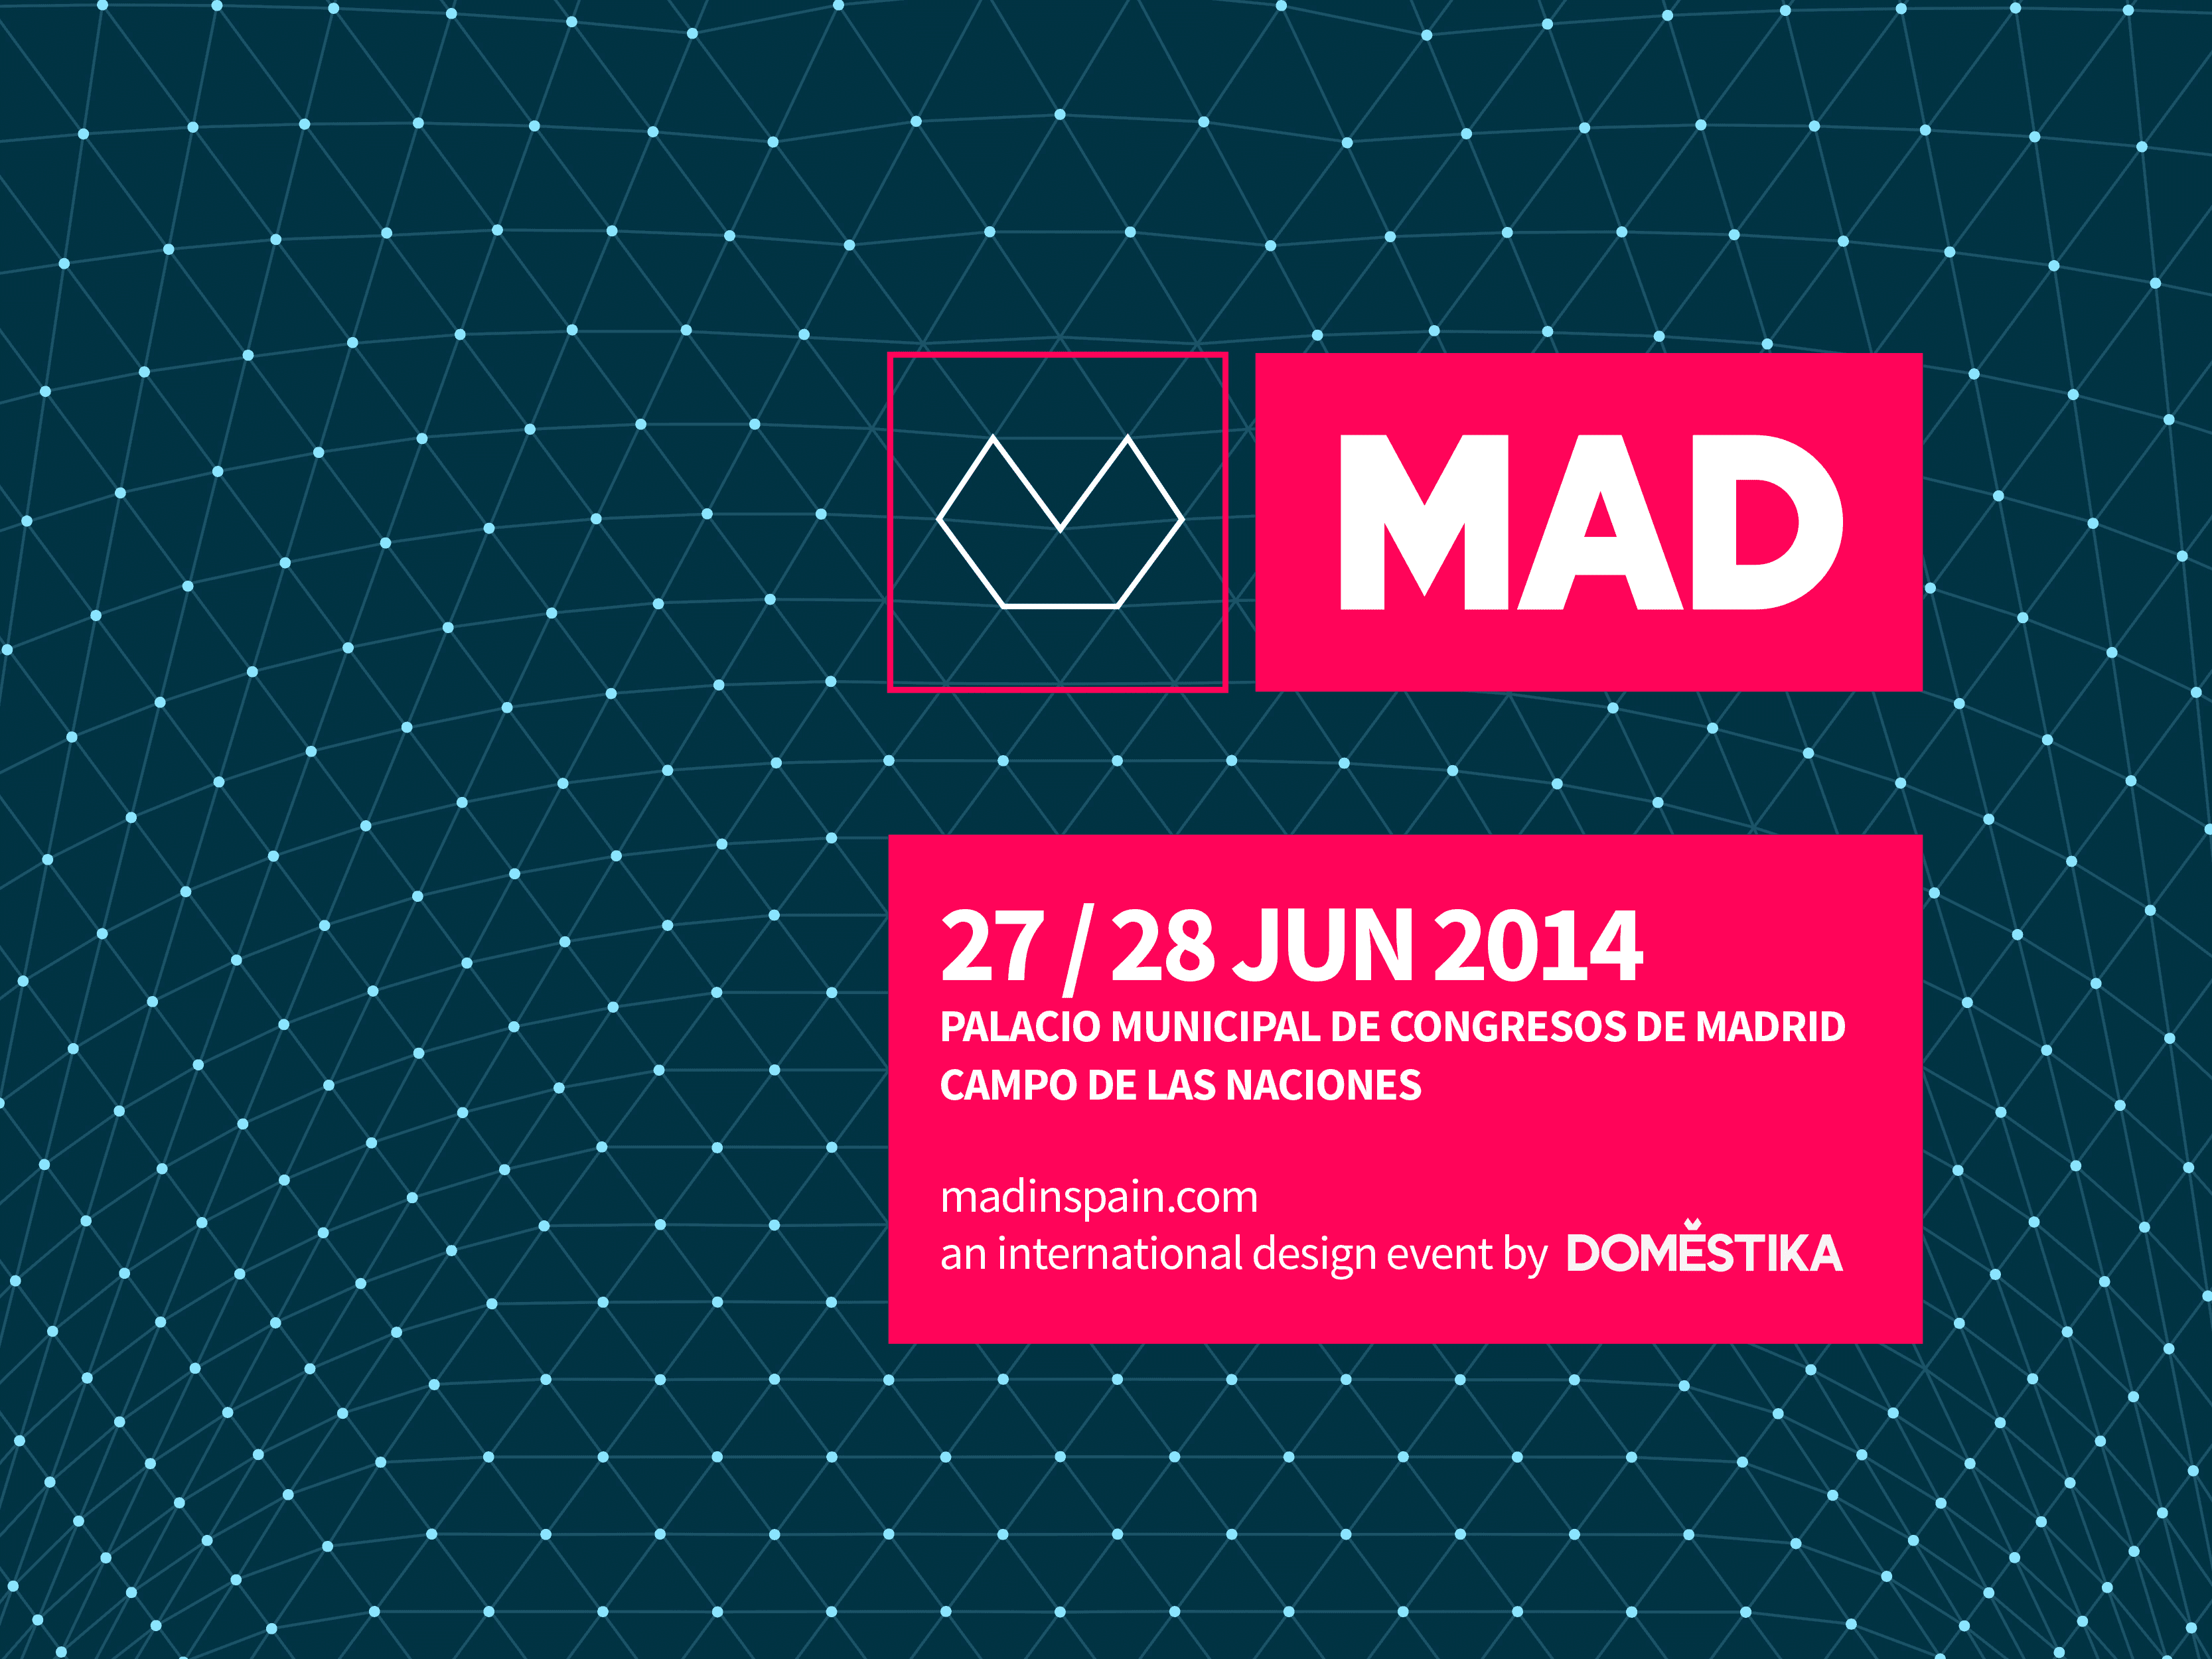 MAD
27 / 28 JUN 2014
PALACIO MUNICIPAL DE CONGRESOS DE MADRID
CAMPO DE LAS NACIONES
madinspain.com
an international design event by DOMESTIKA